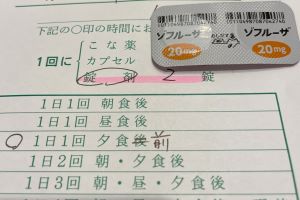 下記の〇印の時間にお
1回に
こな薬
カプセル
錠剤 2 錠
ゾフルーザ ゾフルーザ
20mg 20mg
1日1回 朝食後
1日1回 昼食後
〇 1日1回 夕食後前
1日2回 朝・夕食後
1日3回 朝・昼・夕食後